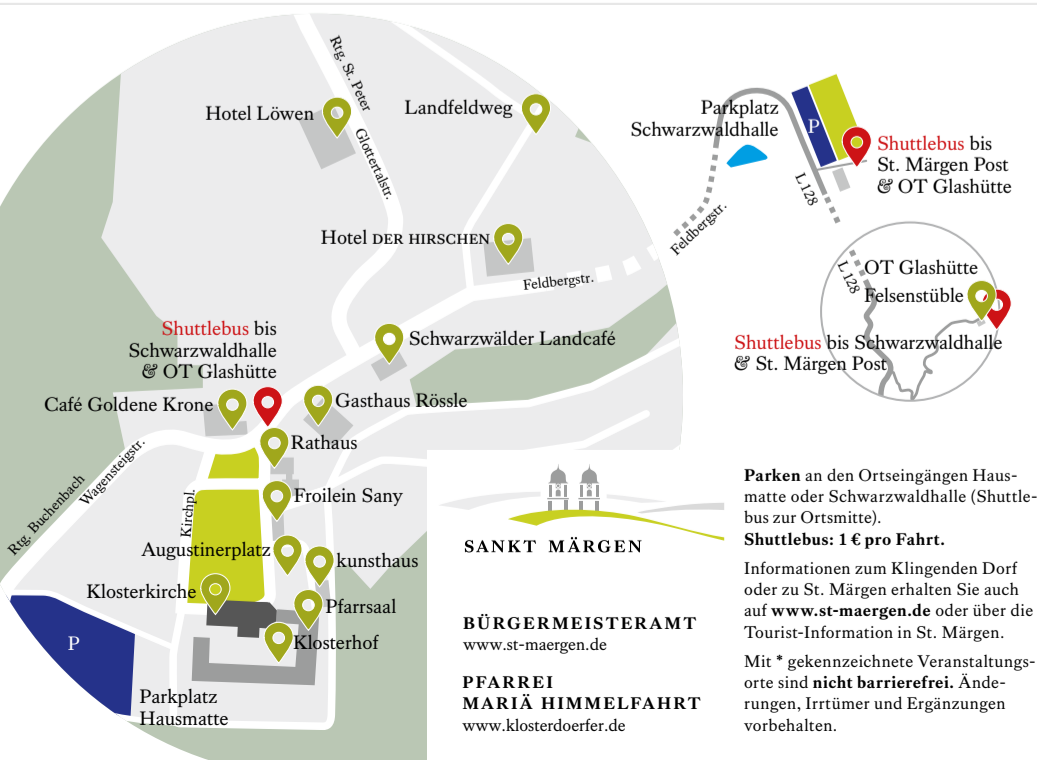 Rtg. St. Peter
Glottertalstr.
Hotel Löwen
Landfeldweg
Hotel DER HIRSCHEN
Feldbergstr.
Feldbergstr.
Schwarzwälder Landcafé
Shuttlebus bis
Schwarzwaldhalle
& OT Glashütte
Café Goldene Krone
Gasthaus Rössle
Rathaus
Froilein Sany
Rtg. Buchenbach
Wagensteigstr.
Kirchpl.
Augustinerplatz
kunsthaus
Klosterkirche
Pfarrsaal
Klosterhof
P
Parkplatz
Hausmatte
Parkplatz
Schwarzwaldhalle
P
Shuttlebus bis
St. Märgen Post
& OT Glashütte
L 128
L 128
OT Glashütte
Felsenstüble
Shuttlebus bis Schwarzwaldhalle
& St. Märgen Post
SANKT MÄRGEN
BÜRGERMEISTERAMT
www.st-maergen.de
PFARREI
MARIÄ HIMMELFAHRT
www.klosterdoerfer.de
Parken an den Ortseingängen Haus-
matte oder Schwarzwaldhalle (Shuttle-
bus zur Ortsmitte).
Shuttlebus: 1 € pro Fahrt.
Informationen zum Klingenden Dorf
oder zu St. Märgen erhalten Sie auch
auf www.st-maergen.de oder über die
Tourist-Information in St. Märgen.
Mit * gekennzeichnete Veranstaltungs-
orte sind nicht barrierefrei. Ände-
rungen, Irrtümer und Ergänzungen
vorbehalten.